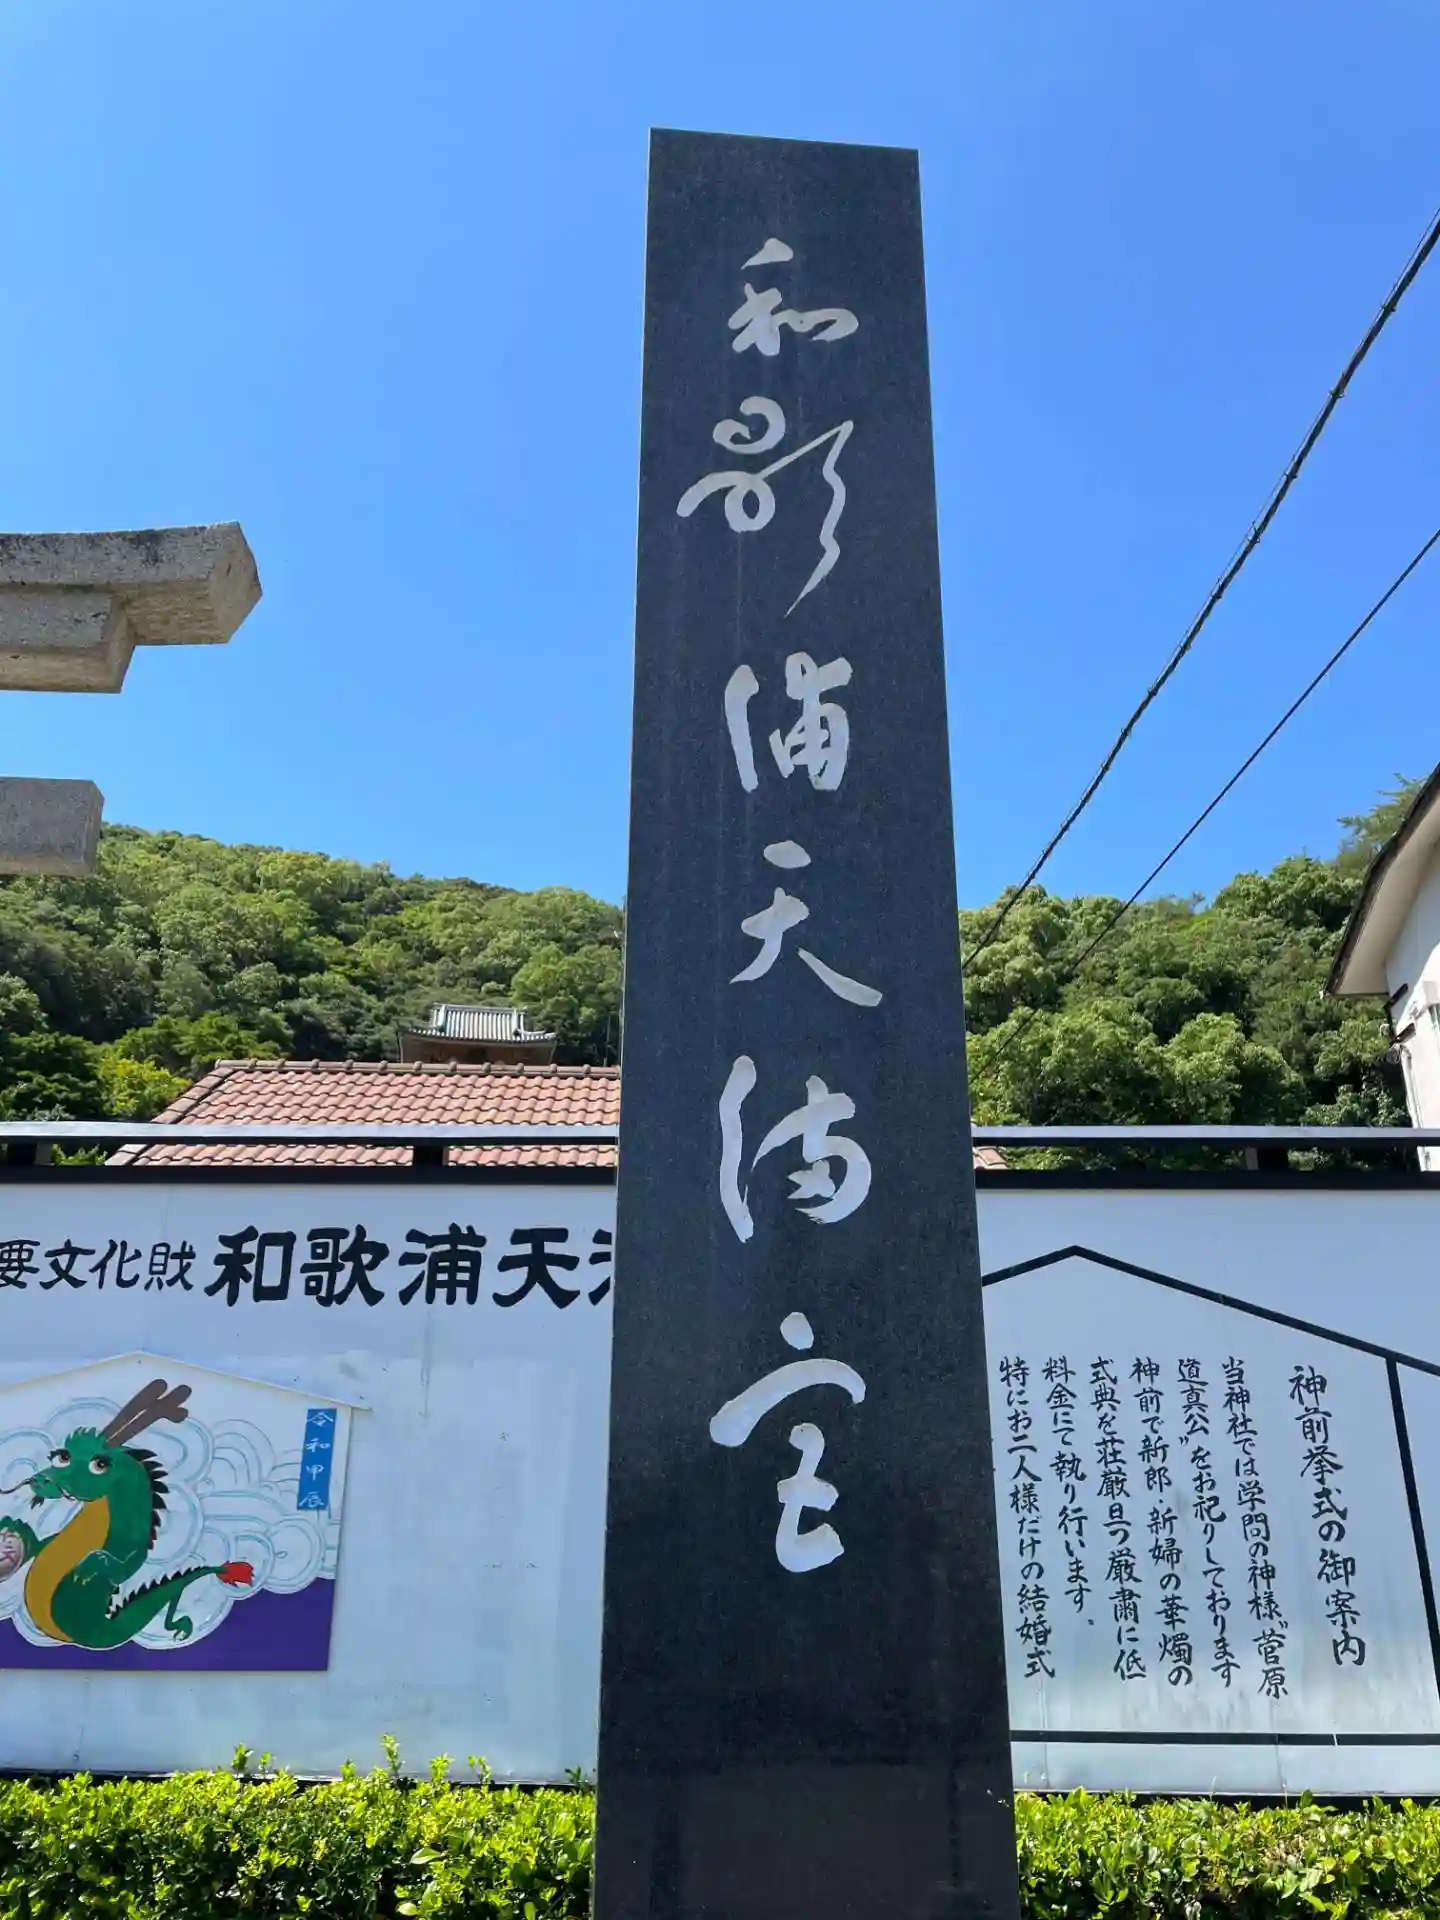 和歌浦天満宮
要文化財 和歌浦天
令和甲辰
神前挙式の御案内
当神社では学問の神様〝菅原
道真公〟をお祀りしております
神前で新郎・新婦の華燭の
式典を荘厳且つ厳粛に低
料金にて執り行います。
特にお二人様だけの結婚式